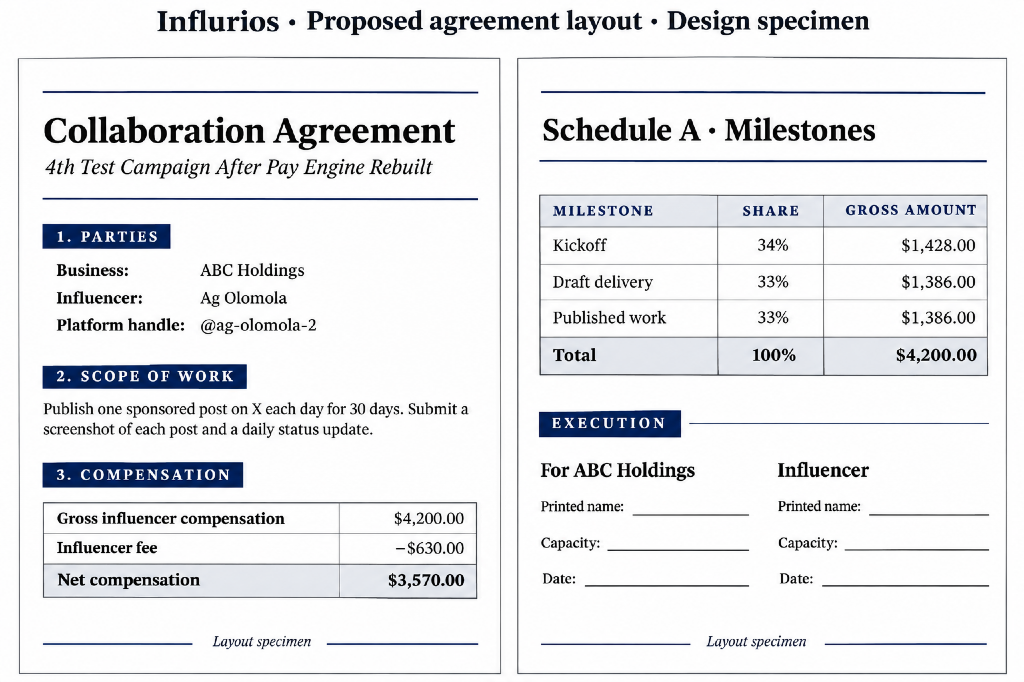 Influrios · Proposed agreement layout · Design specimen
Collaboration Agreement
4th Test Campaign After Pay Engine Rebuilt
1. PARTIES
Business: ABC Holdings
Influencer: Ag Olomola
Platform handle: @ag-olomola-2
2. SCOPE OF WORK
Publish one sponsored post on X each day for 30 days. Submit a
screenshot of each post and a daily status update.
3. COMPENSATION
Gross influencer compensation $4,200.00
Influencer fee −$630.00
Net compensation $3,570.00
Layout specimen
Schedule A · Milestones
MILESTONE SHARE GROSS AMOUNT
Kickoff 34% $1,428.00
Draft delivery 33% $1,386.00
Published work 33% $1,386.00
Total 100% $4,200.00
EXECUTION
For ABC Holdings Influencer
Printed name: Printed name:
Capacity: Capacity:
Date: Date:
Layout specimen